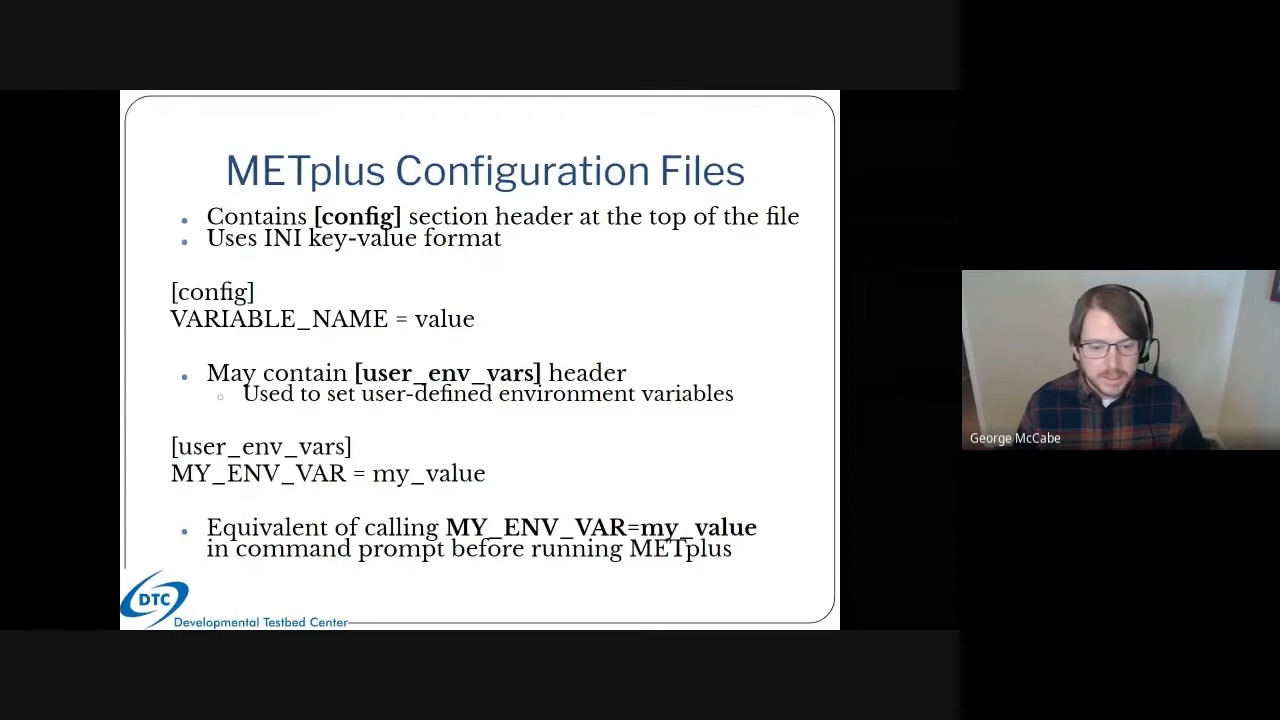 METplus Configuration Files
Contains [config] section header at the top of the file
Uses INI key-value format
[config]
VARIABLE_NAME = value
May contain [user_env_vars] header
Used to set user-defined environment variables
[user_env_vars]
MY_ENV_VAR = my_value
Equivalent of calling MY_ENV_VAR=my_value
in command prompt before running METplus
DTC
Developmental Testbed Center
George McCabe